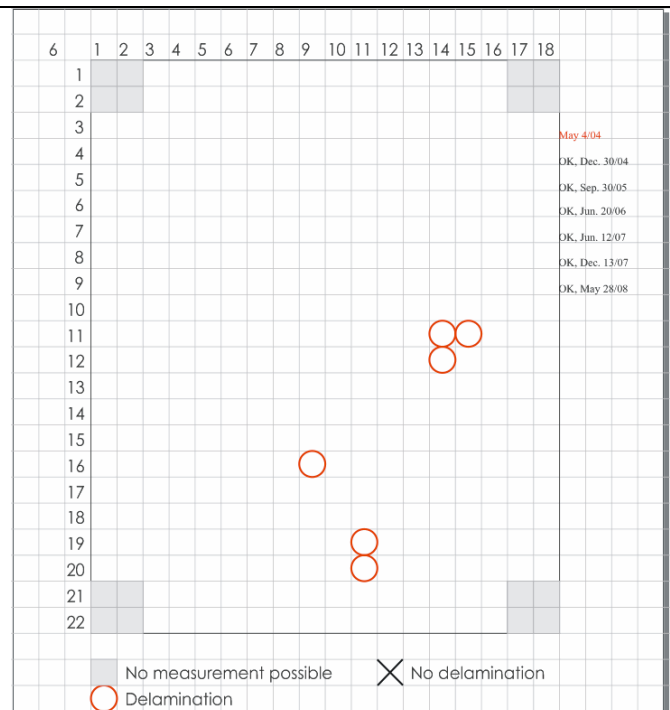 6 1 2 3 4 5 6 7 8 9 10 11 12 13 14 15 16 17 18
1
2
3
May 4/04
4
OK, Dec. 30/04
5
OK, Sep. 30/05
6
OK, Jun. 20/06
7
OK, Jun. 12/07
8
OK, Dec. 13/07
9
OK, May 28/08
10
11
12
13
14
15
16
17
18
19
20
21
22
No measurement possible No delamination
Delamination